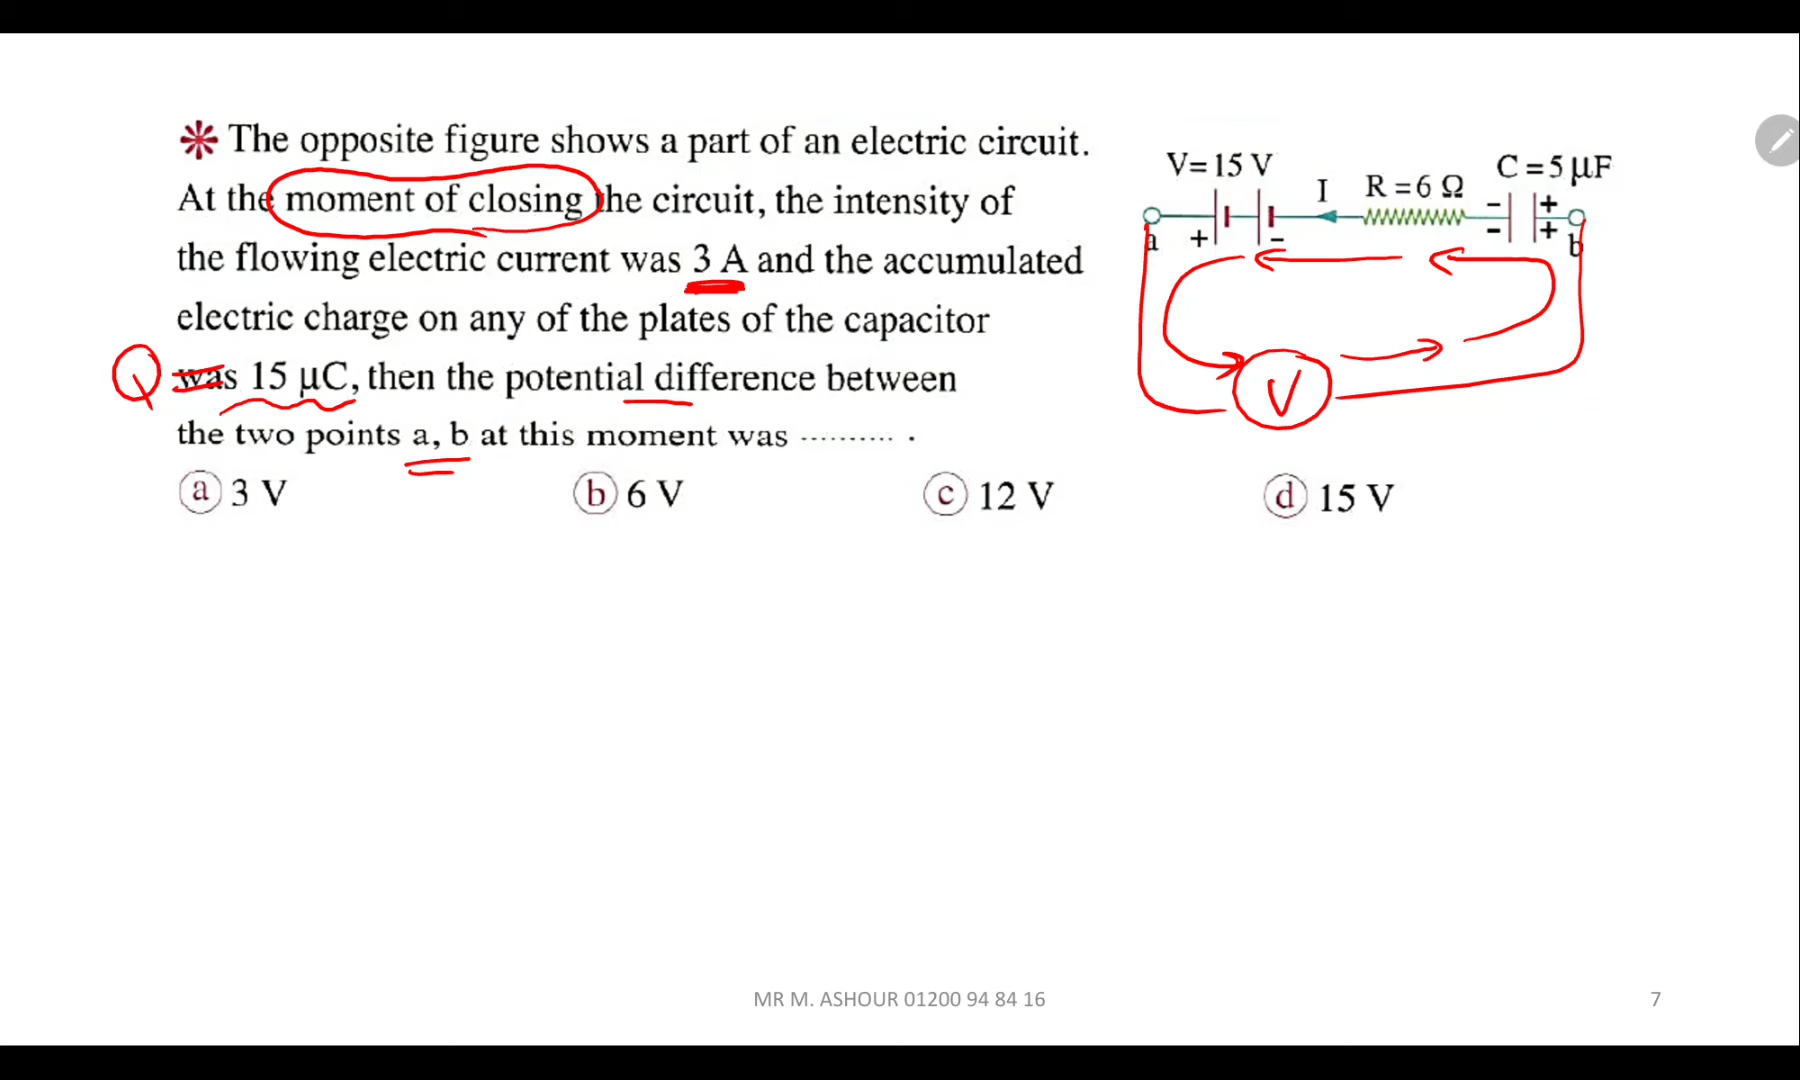 The opposite figure shows a part of an electric circuit.
At the moment of closing the circuit, the intensity of
the flowing electric current was 3 A and the accumulated
electric charge on any of the plates of the capacitor
Q was 15 µC, then the potential difference between
the two points a, b at this moment was .......... .
a 3 V
b 6 V
c 12 V
d 15 V
V= 15 V
I
R = 6 Ω
C = 5 µF
a
+
-
- +
- +
b
V
MR M. ASHOUR 01200 94 84 16
7